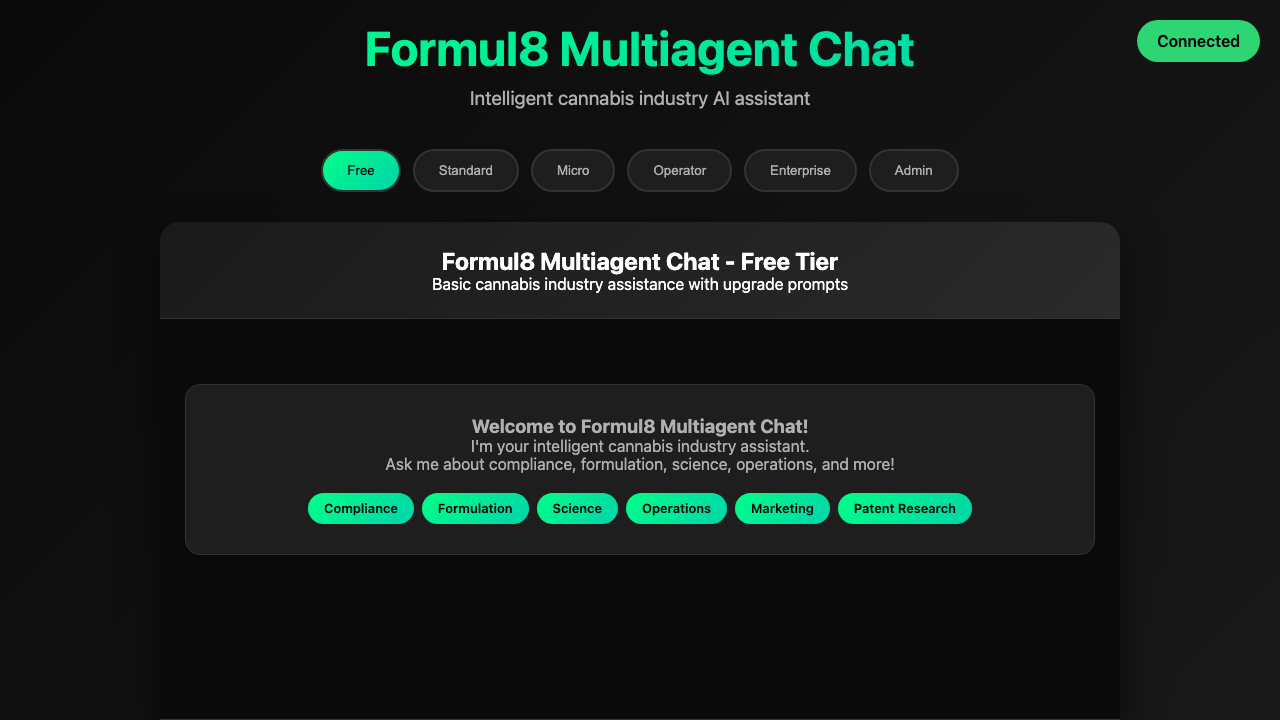 Formul8 Multiagent Chat
Connected
Intelligent cannabis industry AI assistant
Free Standard Micro Operator Enterprise Admin
Formul8 Multiagent Chat - Free Tier
Basic cannabis industry assistance with upgrade prompts
Welcome to Formul8 Multiagent Chat!
I'm your intelligent cannabis industry assistant.
Ask me about compliance, formulation, science, operations, and more!
Compliance Formulation Science Operations Marketing Patent Research